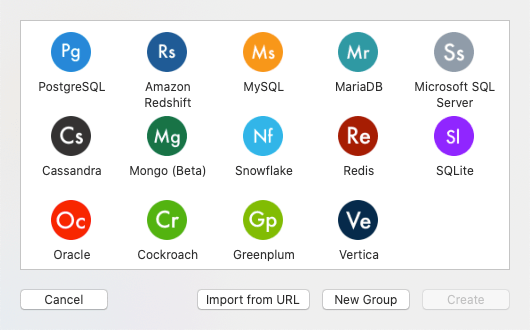 Pg Rs Ms Mr Ss
PostgreSQL Amazon Redshift MySQL MariaDB Microsoft SQL Server
Cs Mg Nf Re Sl
Cassandra Mongo (Beta) Snowflake Redis SQLite
Oc Cr Gp Ve
Oracle Cockroach Greenplum Vertica
Cancel Import from URL New Group Create